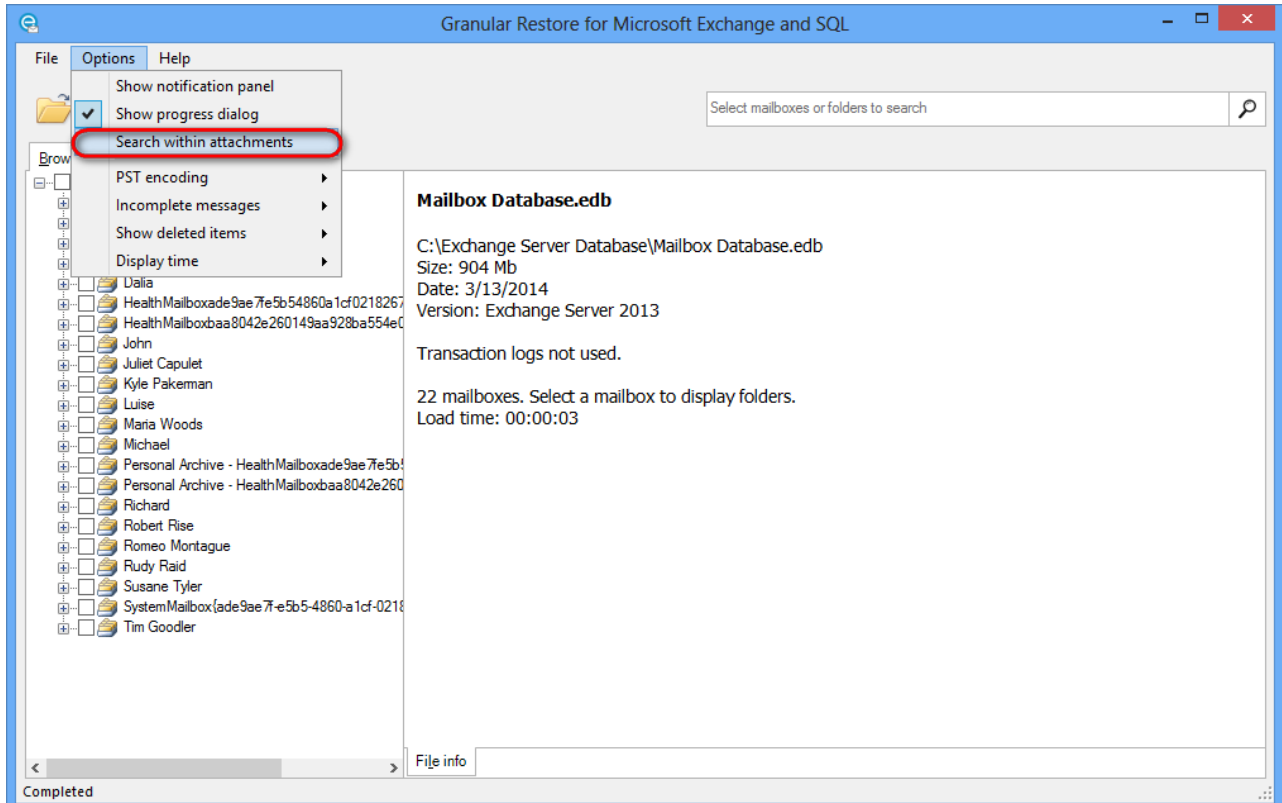 Granular Restore for Microsoft Exchange and SQL
File Options Help
Show notification panel
Show progress dialog
Search within attachments
PST encoding
Incomplete messages
Show deleted items
Display time
Select mailboxes or folders to search
Brow
Dalia
HealthMailboxade9ae7fe5b54860a1cf0218267
HealthMailboxbaa8042e260149aa928ba554e0
John
Juliet Capulet
Kyle Pakerman
Luise
Maria Woods
Michael
Personal Archive - HealthMailboxade9ae7fe5b5
Personal Archive - HealthMailboxbaa8042e260
Richard
Robert Rise
Romeo Montague
Rudy Raid
Susane Tyler
SystemMailbox{ade9ae7f-e5b5-4860-a1cf-0218
Tim Goodler
Mailbox Database.edb
C:\Exchange Server Database\Mailbox Database.edb
Size: 904 Mb
Date: 3/13/2014
Version: Exchange Server 2013
Transaction logs not used.
22 mailboxes. Select a mailbox to display folders.
Load time: 00:00:03
File info
Completed